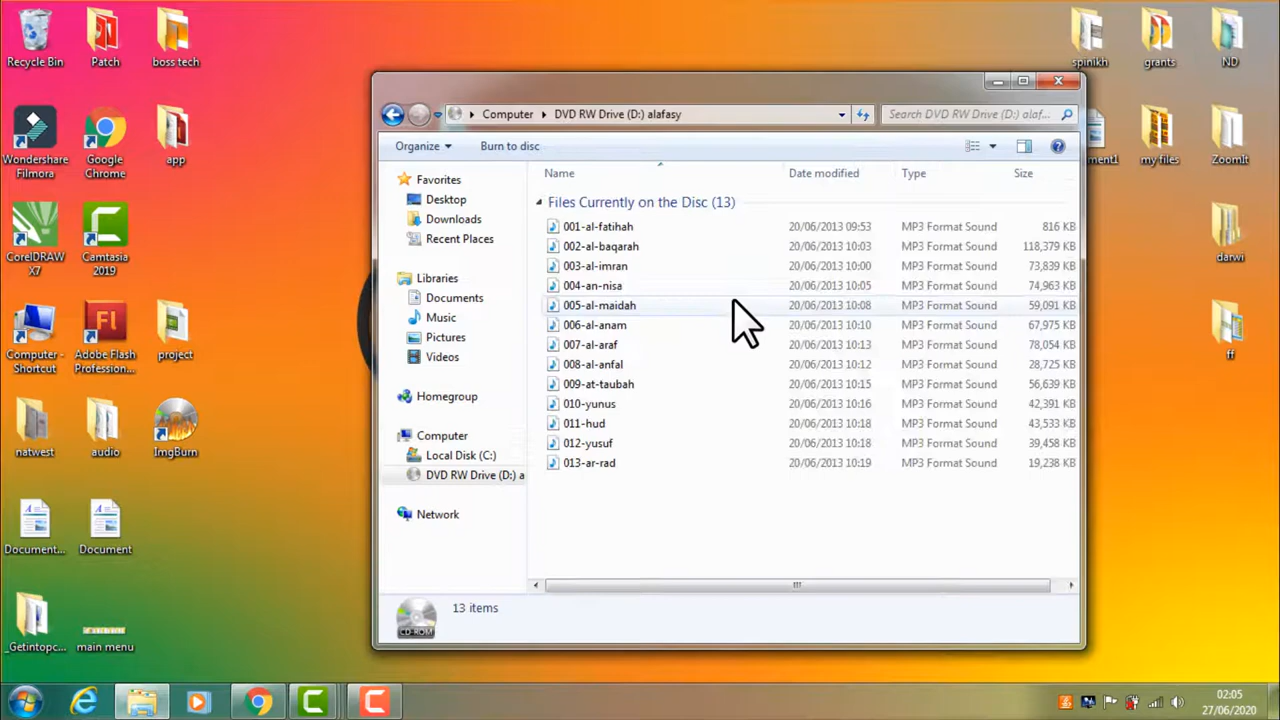 Recycle Bin
Patch
boss tech
spinikh
grants
ND
Wondershare
Filmora
Google
Chrome
app
my files
ZoomIt
CorelDRAW
X7
Camtasia
2019
darwi
Computer -
Shortcut
Adobe Flash
Profession...
project
ff
natwest
audio
ImgBurn
Document...
Document
_Getintopc...
main menu
Computer
DVD RW Drive (D:) alafasy
Search DVD RW Drive (D:) alaf...
Organize
Burn to disc
Favorites
Desktop
Downloads
Recent Places
Libraries
Documents
Music
Pictures
Videos
Homegroup
Computer
Local Disk (C:)
DVD RW Drive (D:) a
Network
Name Date modified Type Size
Files Currently on the Disc (13)
001-al-fatihah 20/06/2013 09:53 MP3 Format Sound 816 KB
002-al-baqarah 20/06/2013 10:03 MP3 Format Sound 118,379 KB
003-al-imran 20/06/2013 10:00 MP3 Format Sound 73,839 KB
004-an-nisa 20/06/2013 10:05 MP3 Format Sound 74,963 KB
005-al-maidah 20/06/2013 10:08 MP3 Format Sound 59,091 KB
006-al-anam 20/06/2013 10:10 MP3 Format Sound 67,975 KB
007-al-araf 20/06/2013 10:13 MP3 Format Sound 78,054 KB
008-al-anfal 20/06/2013 10:12 MP3 Format Sound 28,725 KB
009-at-taubah 20/06/2013 10:15 MP3 Format Sound 56,639 KB
010-yunus 20/06/2013 10:16 MP3 Format Sound 42,391 KB
011-hud 20/06/2013 10:18 MP3 Format Sound 43,533 KB
012-yusuf 20/06/2013 10:18 MP3 Format Sound 39,458 KB
013-ar-rad 20/06/2013 10:19 MP3 Format Sound 19,238 KB
CD-ROM
13 items
02:05
27/06/2020